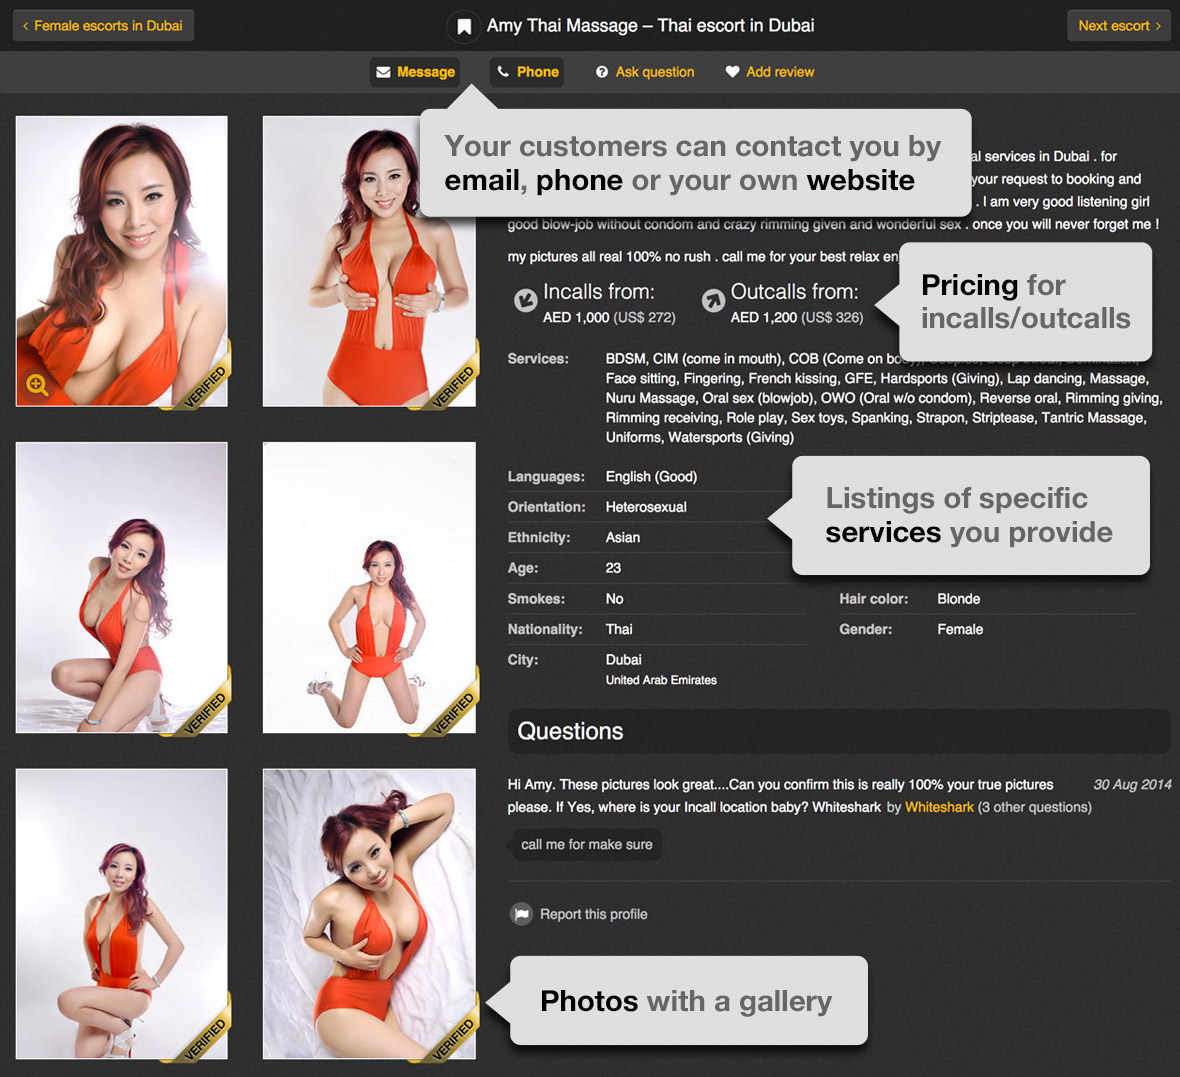 Female escorts in Dubai
Amy Thai Massage – Thai escort in Dubai
Next escort
Message
Phone
Ask question
Add review
Your customers can contact you by
email, phone or your own website
al services in Dubai . for
your request to booking and
. I am very good listening girl
good blow-job without condom and crazy rimming given and wonderful sex . once you will never forget me !
my pictures all real 100% no rush . call me for your best relax
Pricing for
incalls/outcalls
Incalls from:
AED 1,000 (US$ 272)
Outcalls from:
AED 1,200 (US$ 326)
Services:
BDSM, CIM (come in mouth), COB (Come on
Face sitting, Fingering, French kissing, GFE, Hardsports (Giving), Lap dancing, Massage,
Nuru Massage, Oral sex (blowjob), OWO (Oral w/o condom), Reverse oral, Rimming giving,
Rimming receiving, Role play, Sex toys, Spanking, Strapon, Striptease, Tantric Massage,
Uniforms, Watersports (Giving)
Languages: English (Good)
Orientation: Heterosexual
Ethnicity: Asian
Age: 23
Listings of specific
services you provide
Smokes: No
Hair color: Blonde
Nationality: Thai
Gender: Female
City: Dubai
United Arab Emirates
Questions
Hi Amy. These pictures look great....Can you confirm this is really 100% your true pictures
30 Aug 2014
please. If Yes, where is your Incall location baby? Whiteshark by Whiteshark (3 other questions)
call me for make sure
Report this profile
Photos with a gallery
VERIFIED
VERIFIED
VERIFIED
VERIFIED
VERIFIED
VERIFIED